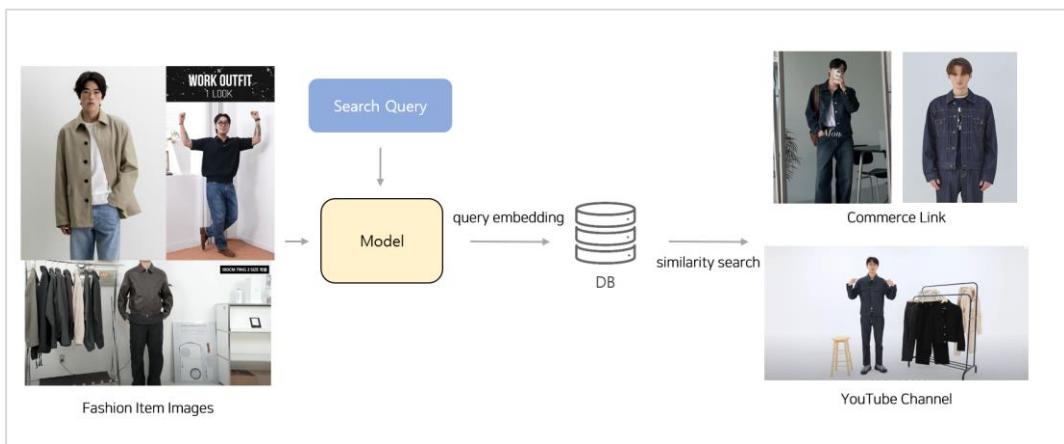 WORK OUTFIT
1 LOOK
Search Query
Model
query embedding
DB
similarity search
Fashion Item Images
Mon
Commerce Link
YouTube Channel